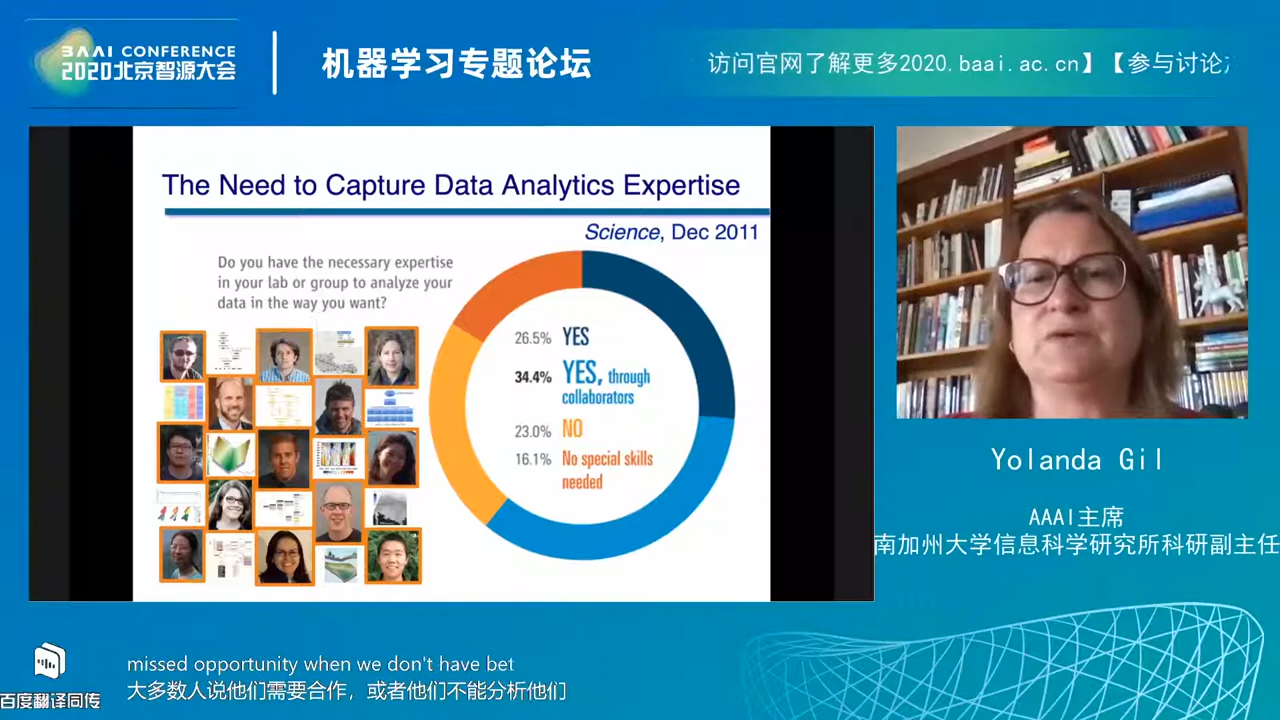 BAAI CONFERENCE
2020北京智源大会
机器学习专题论坛
访问官网了解更多2020.baai.ac.cn】【参与讨论
The Need to Capture Data Analytics Expertise
Science, Dec 2011
Do you have the necessary expertise
in your lab or group to analyze your
data in the way you want?
26.5% YES
34.4% YES, through
collaborators
23.0% NO
16.1% No special skills
needed
Yolanda Gil
AAAI主席
南加州大学信息科学研究所科研副主任
missed opportunity when we don't have bet
大多数人说他们需要合作，或者他们不能分析他们
百度翻译同传